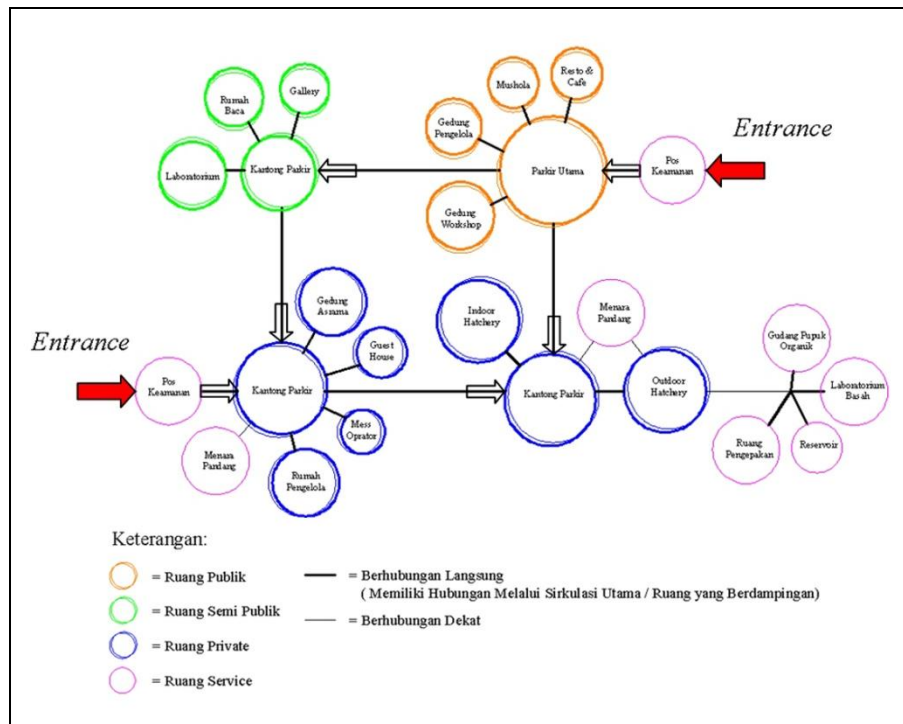 Gallery
Rumah
Baca
Laboratorium
Kantong Parkir
Mushola
Resto &
Cafe
Gedung
Pengelola
Parkir Utama
Gedung
Workshop
Pos
Keamanan
Entrance
Entrance
Pos
Keamanan
Gedung
Asrama
Guest
House
Kantong Parkir
Mess
Oprator
Menara
Pandang
Rumah
Pengelola
Indoor
Hatchery
Menara
Pandang
Kantong Parkir
Outdoor
Hatchery
Gudang Pupuk
Organik
Laboratorium
Basah
Ruang
Pengepakan
Reservoir
Keterangan:
= Ruang Publik
= Ruang Semi Publik
= Ruang Private
= Ruang Service
= Berhubungan Langsung
( Memiliki Hubungan Melalui Sirkulasi Utama / Ruang yang Berdampingan)
= Berhubungan Dekat